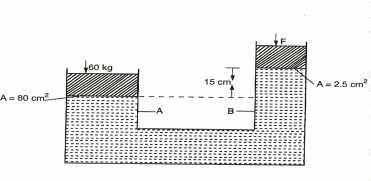 F
60 kg
15 cm
A = 2.5 cm²
A = 80 cm²
A
B